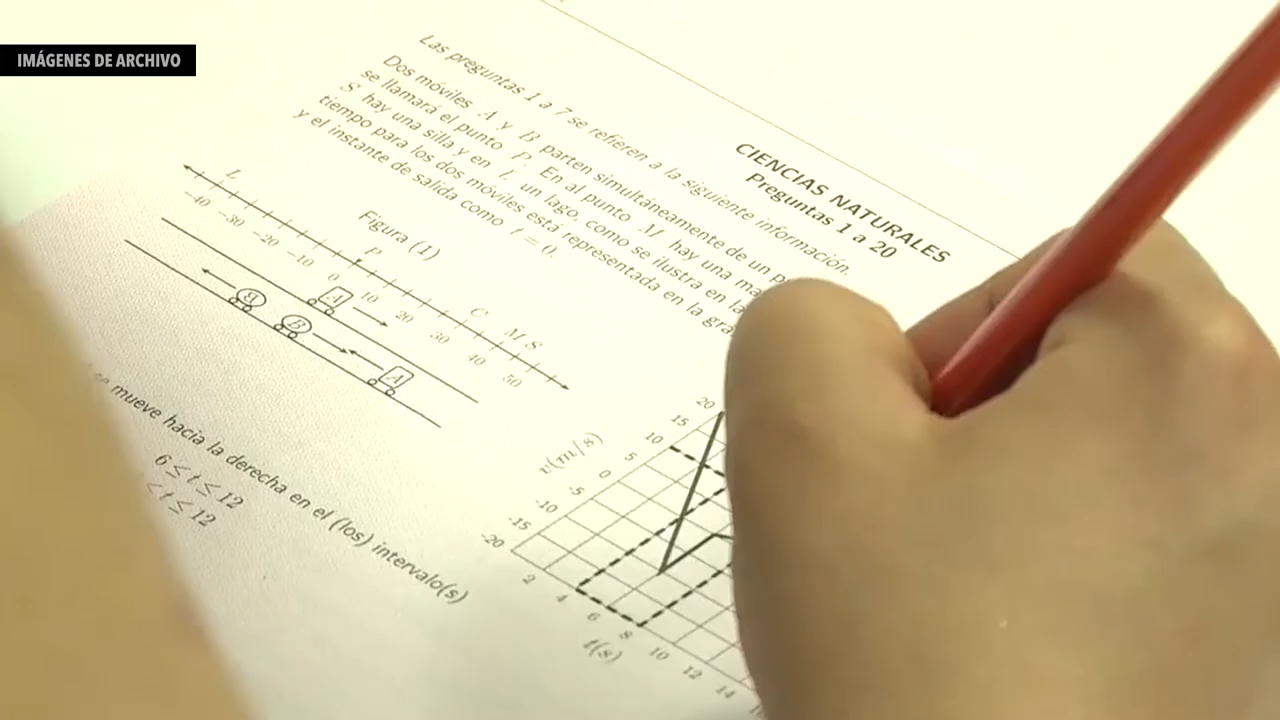 IMÁGENES DE ARCHIVO
CIENCIAS NATURALES
Preguntas 1 a 20
Las preguntas 1 a 7 se refieren a la siguiente información.
Dos móviles A y B parten simultáneamente de un
se llamará el punto P. En al punto M hay una
S hay una silla y en L un lago, como se ilustra en la
tiempo para los dos móviles está representada en la
y el instante de salida como t = 0.
Figura (1)
L P C M S
-40 -30 -20 -10 0 10 20 30 40 50
A
B B
A
se mueve hacia la derecha en el (los) intervalo(s)
6 ≤ t ≤ 12
≤ t ≤ 12
v(m/s)
20
15
10
5
0
-5
-10
-15
-20
2 4 6 8 10 12 14
t(s)